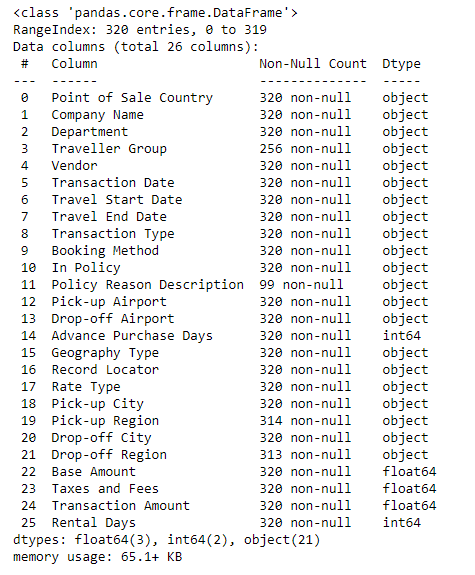 <class 'pandas.core.frame.DataFrame'>
RangeIndex: 320 entries, 0 to 319
Data columns (total 26 columns):
 #   Column                     Non-Null Count  Dtype
---  ------                     --------------  -----
 0   Point of Sale Country      320 non-null    object
 1   Company Name               320 non-null    object
 2   Department                 320 non-null    object
 3   Traveller Group            256 non-null    object
 4   Vendor                     320 non-null    object
 5   Transaction Date           320 non-null    object
 6   Travel Start Date          320 non-null    object
 7   Travel End Date            320 non-null    object
 8   Transaction Type           320 non-null    object
 9   Booking Method             320 non-null    object
 10  In Policy                  320 non-null    object
 11  Policy Reason Description  99 non-null     object
 12  Pick-up Airport            320 non-null    object
 13  Drop-off Airport           320 non-null    object
 14  Advance Purchase Days      320 non-null    int64
 15  Geography Type             320 non-null    object
 16  Record Locator             320 non-null    object
 17  Rate Type                  320 non-null    object
 18  Pick-up City               320 non-null    object
 19  Pick-up Region             314 non-null    object
 20  Drop-off City              320 non-null    object
 21  Drop-off Region            313 non-null    object
 22  Base Amount                320 non-null    float64
 23  Taxes and Fees             320 non-null    float64
 24  Transaction Amount         320 non-null    float64
 25  Rental Days                320 non-null    int64
dtypes: float64(3), int64(2), object(21)
memory usage: 65.1+ KB